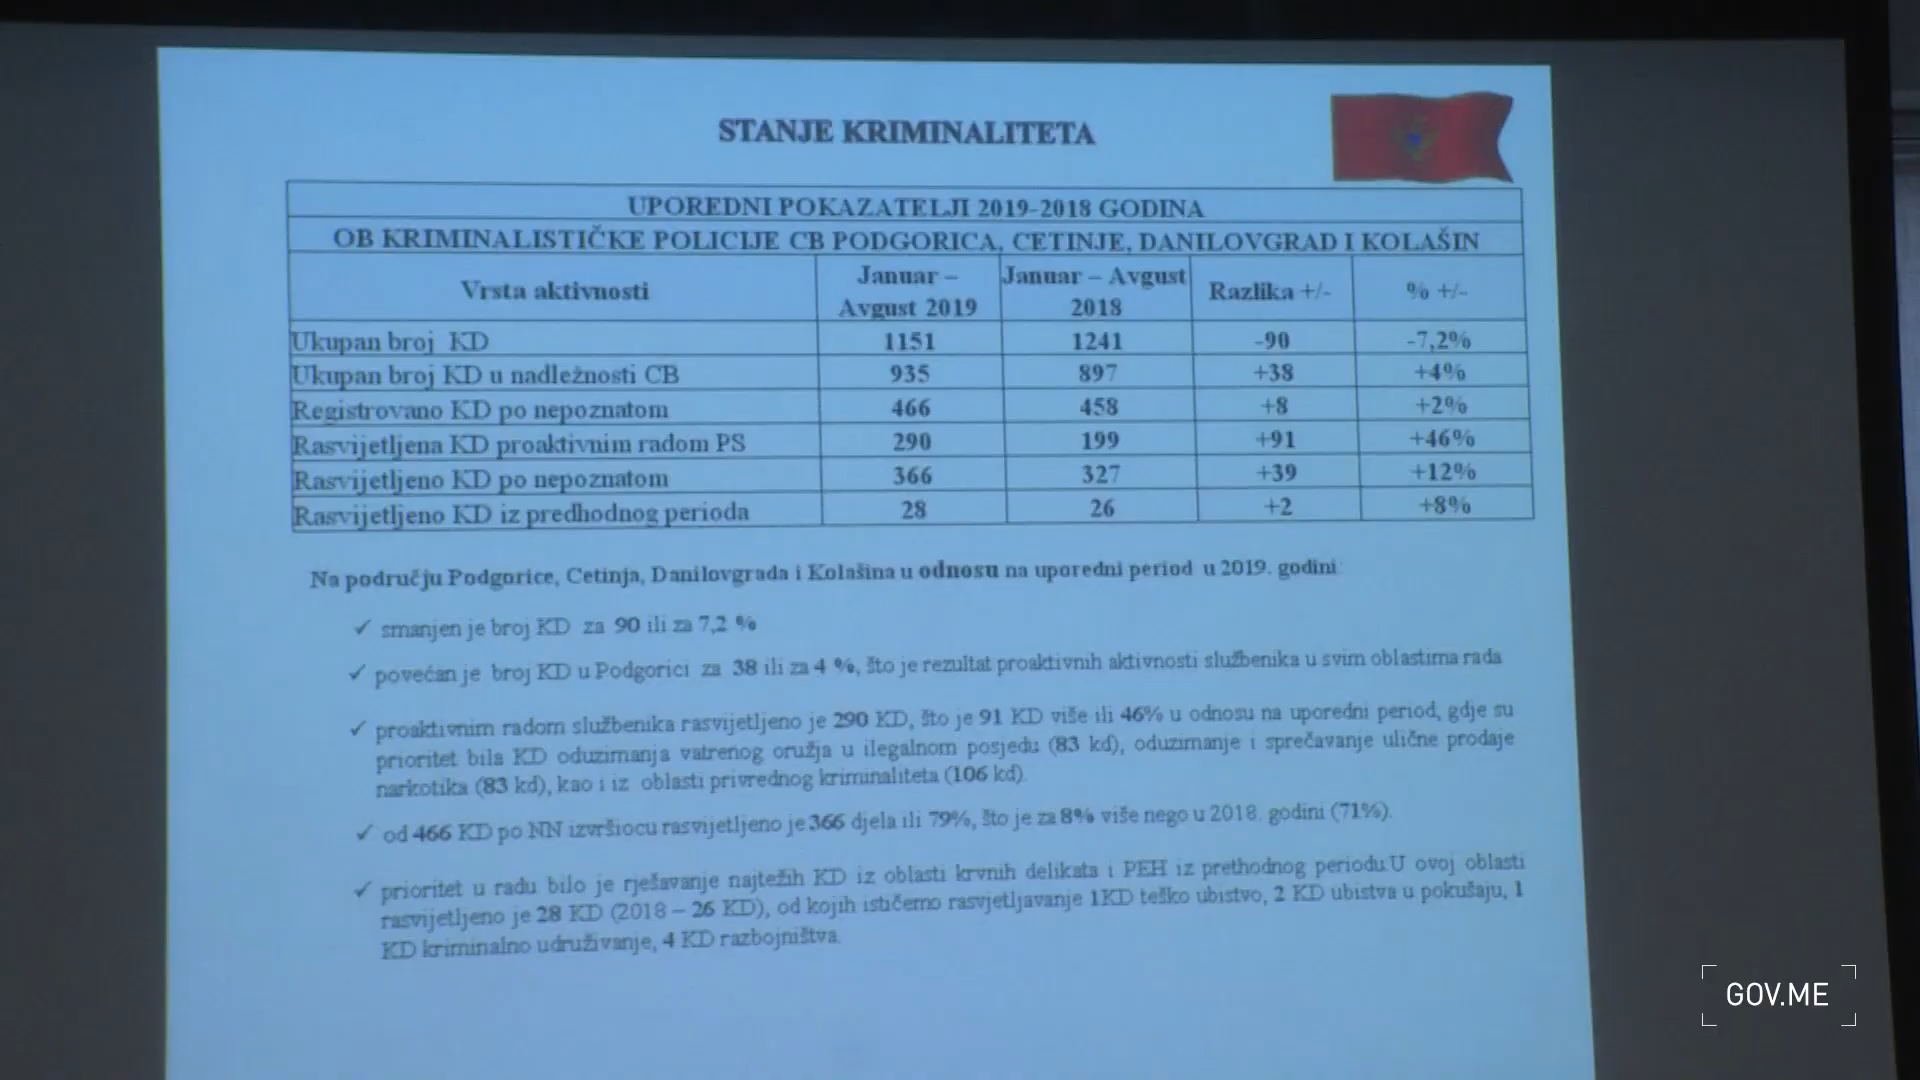 STANJE KRIMINALITETA
UPOREDNI POKAZATELJI 2019-2018 GODINA
OB KRIMINALISTIČKE POLICIJE CB PODGORICA, CETINJE, DANILOVGRAD I KOLAŠIN
Vrsta aktivnosti Januar – Avgust 2019 Januar – Avgust 2018 Razlika +/- % +/-
Ukupan broj KD 1151 1241 -90 -7,2%
Ukupan broj KD u nadležnosti CB 935 897 +38 +4%
Registrovano KD po nepoznatom 466 458 +8 +2%
Rasvijetljena KD proaktivnim radom PS 290 199 +91 +46%
Rasvijetljeno KD po nepoznatom 366 327 +39 +12%
Rasvijetljeno KD iz predhodnog perioda 28 26 +2 +8%
Na području Podgorice, Cetinja, Danilovgrada i Kolašina u odnosu na uporedni period u 2019. godini:
✓ smanjen je broj KD za 90 ili za 7,2 %
✓ povećan je broj KD u Podgorici za 38 ili za 4 %, što je rezultat proaktivnih aktivnosti službenika u svim oblastima rada
✓ proaktivnim radom službenika rasvijetljeno je 290 KD, što je 91 KD više ili 46% u odnosu na uporedni period, gdje su
prioritet bila KD oduzimanja vatrenog oružja u ilegalnom posjedu (83 kd), oduzimanje i sprečavanje ulične prodaje
narkotika (83 kd), kao i iz oblasti privrednog kriminaliteta (106 kd).
✓ od 466 KD po NN izvršiocu rasvijetljeno je 366 djela ili 79%, što je za 8% više nego u 2018. godini (71%).
✓ prioritet u radu bilo je rješavanje najtežih KD iz oblasti krvnih delikata i PEH iz prethodnog periodu.U ovoj oblasti
rasvijetljeno je 28 KD (2018 – 26 KD), od kojih ističemo rasvjetljavanje 1KD teško ubistvo, 2 KD ubistva u pokušaju, 1
KD kriminalno udruživanje, 4 KD razbojništva.
GOV.ME